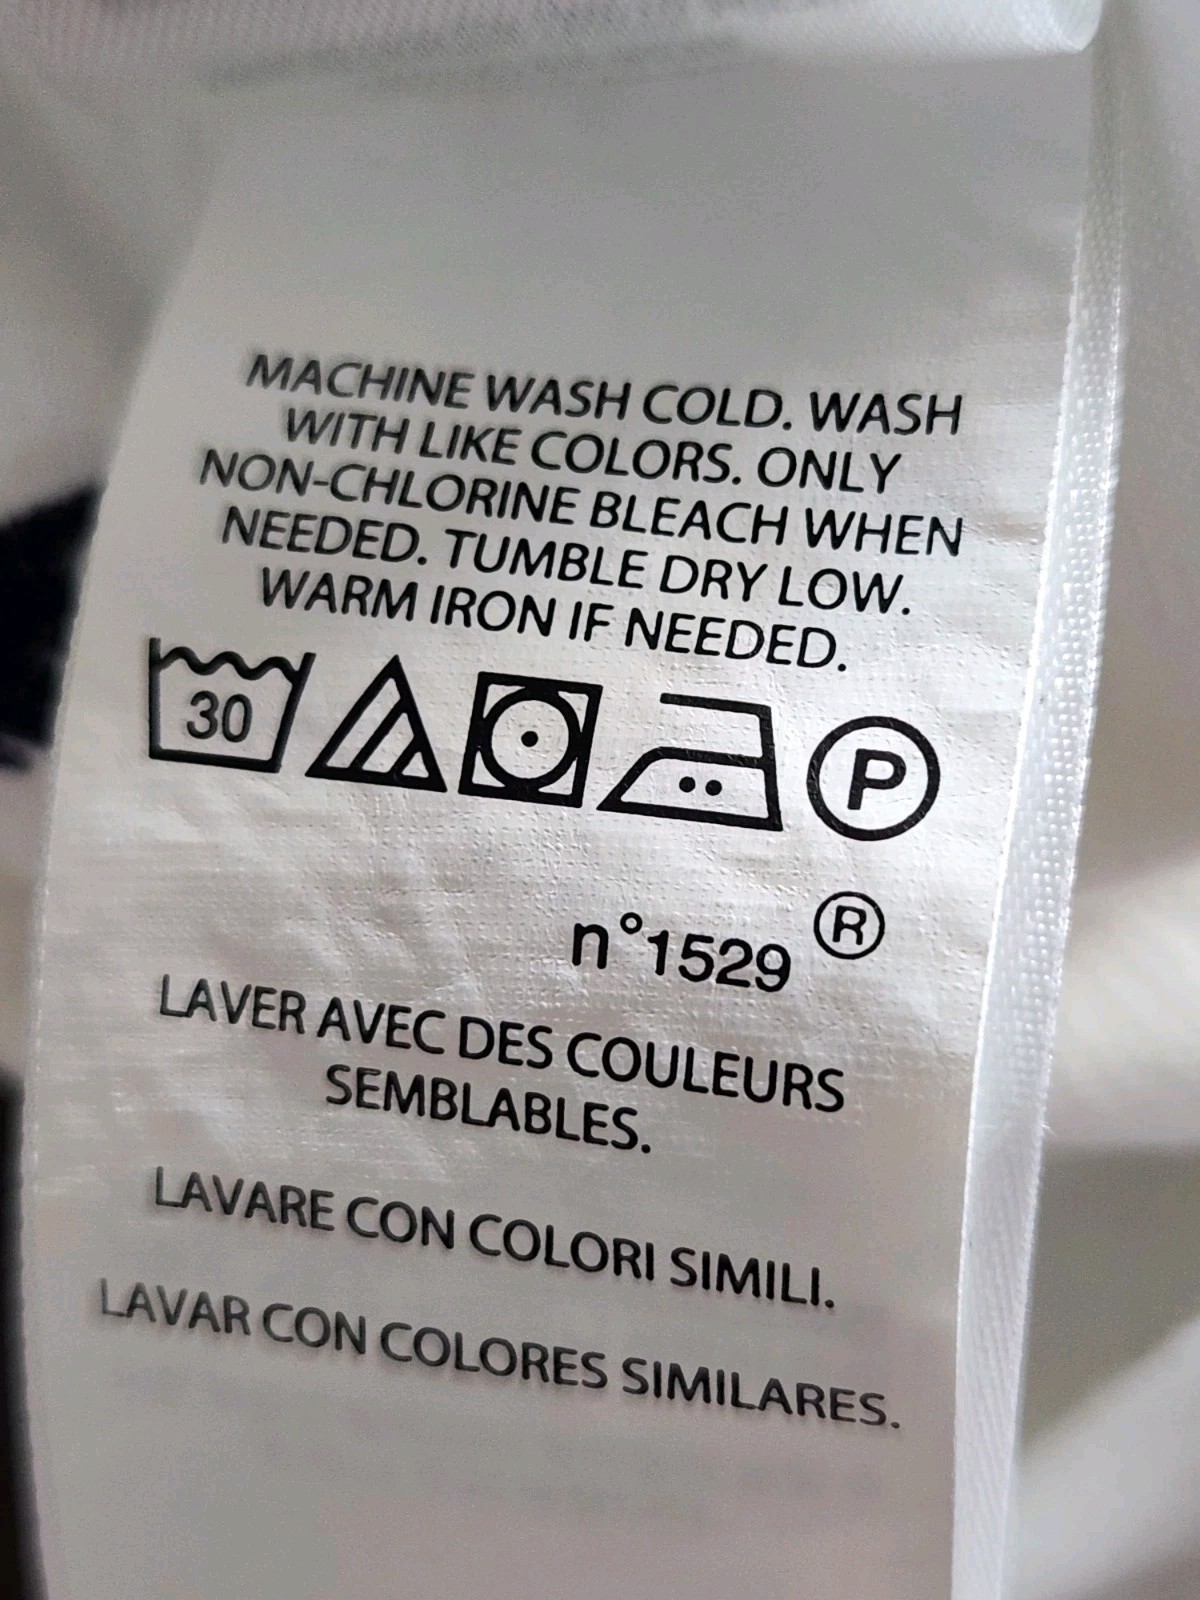 MACHINE WASH COLD. WASH
WITH LIKE COLORS. ONLY
NON-CHLORINE BLEACH WHEN
NEEDED. TUMBLE DRY LOW.
WARM IRON IF NEEDED.
30 P
n°1529 ®
LAVER AVEC DES COULEURS
SEMBLABLES.
LAVARE CON COLORI SIMILI.
LAVAR CON COLORES SIMILARES.